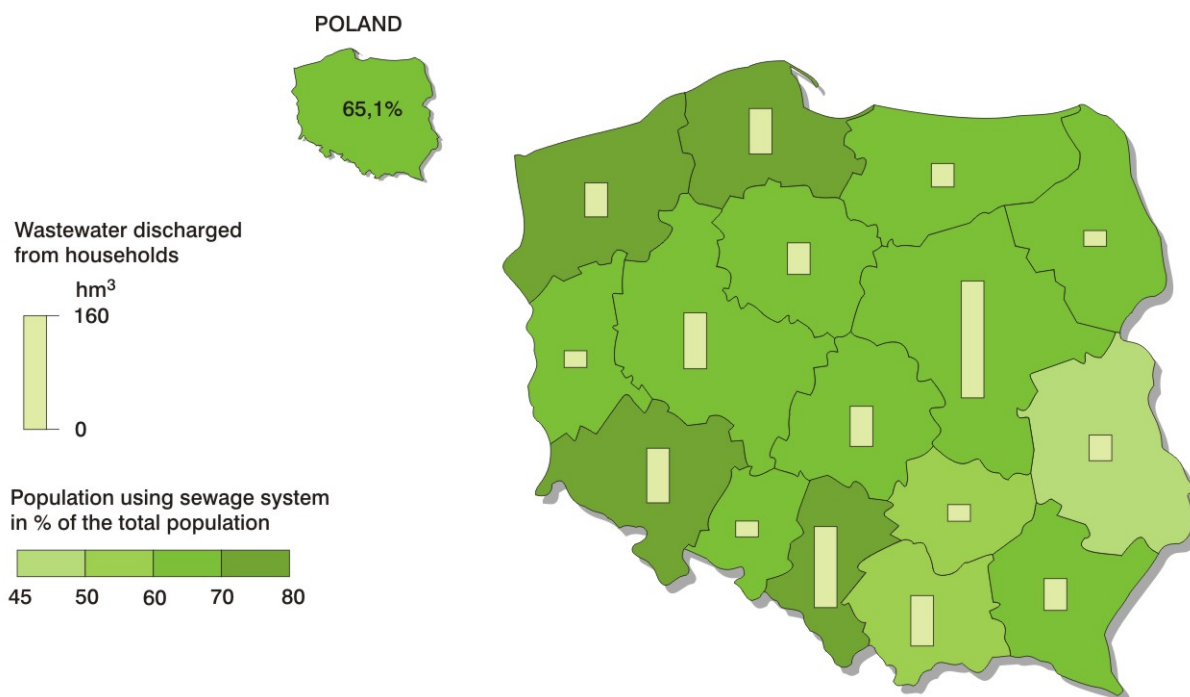 POLAND
65,1%
Wastewater discharged
from households
hm³
160
0
Population using sewage system
in % of the total population
45 50 60 70 80